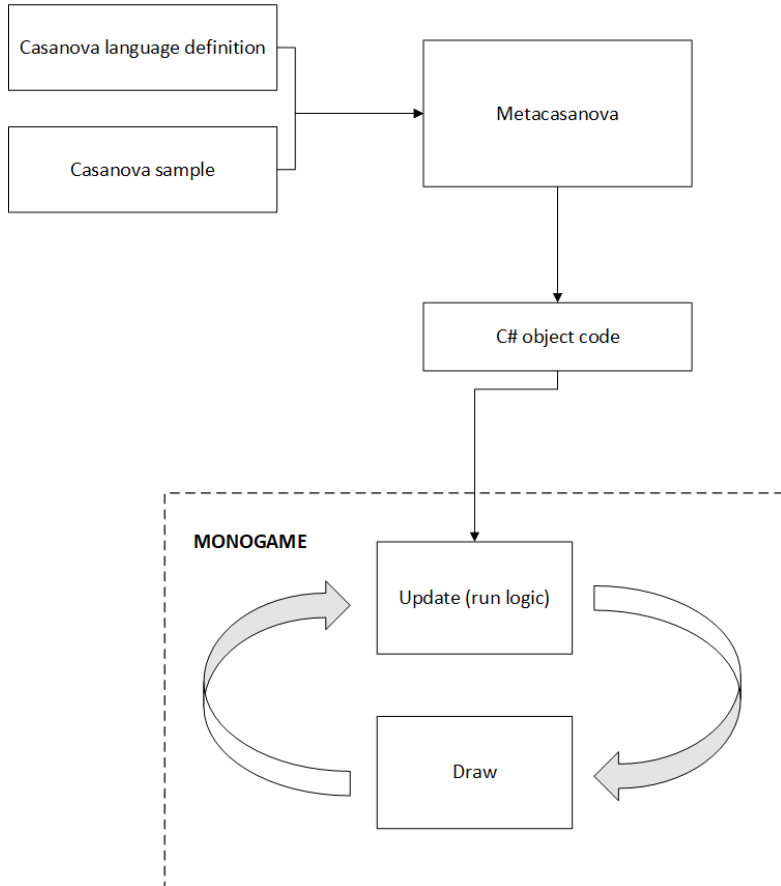 Casanova language definition
Metacasanova
Casanova sample
C# object code
MONOGAME
Update (run logic)
Draw